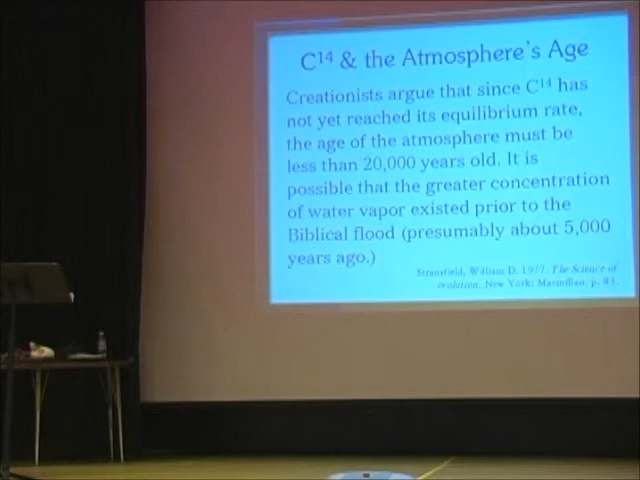 C¹⁴ & the Atmosphere's Age
Creationists argue that since C¹⁴ has
not yet reached its equilibrium rate,
the age of the atmosphere must be
less than 20,000 years old. It is
possible that the greater concentration
of water vapor existed prior to the
Biblical flood (presumably about 5,000
years ago.)
Stransfield, William D. 1977. The Science of
evolution. New York: Macmillan, p. 83.